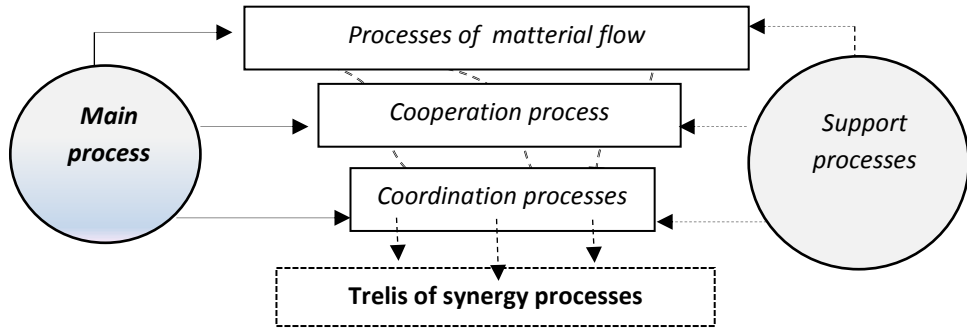 Processes of matterial flow
Main
process
Cooperation process
Support
processes
Coordination processes
Trelis of synergy processes